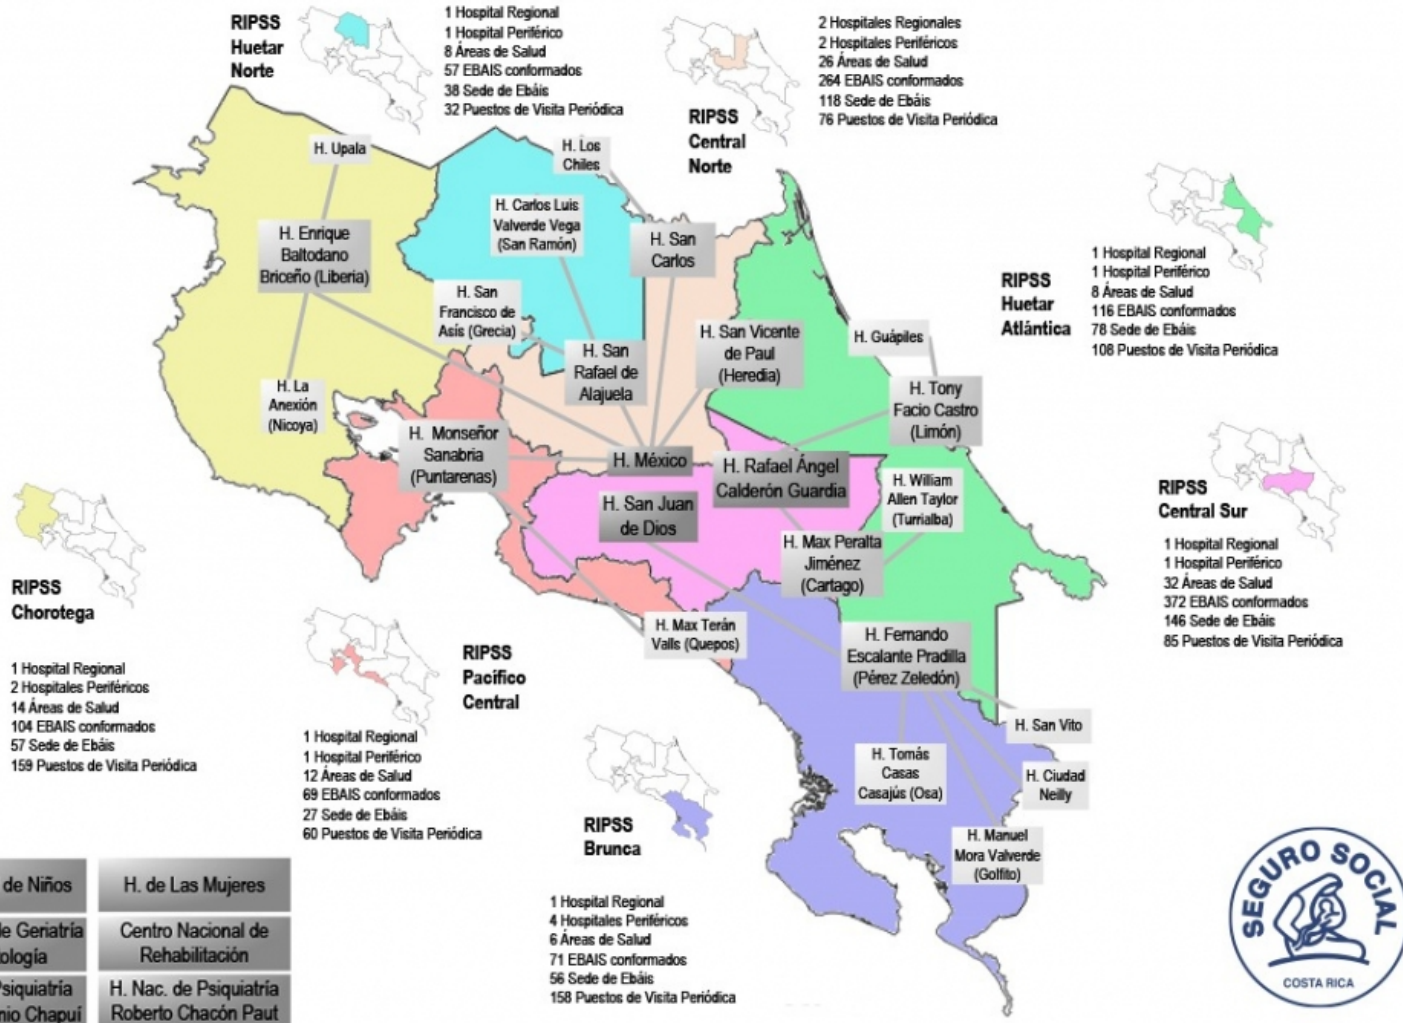 RIPSS
Huetar
Norte
1 Hospital Regional
1 Hospital Periférico
8 Áreas de Salud
57 EBAIS conformados
38 Sede de Ebáis
32 Puestos de Visita Periódica
RIPSS
Central
Norte
2 Hospitales Regionales
2 Hospitales Periféricos
26 Áreas de Salud
264 EBAIS conformados
118 Sede de Ebáis
76 Puestos de Visita Periódica
H. Upala
H. Los
Chiles
H. Carlos Luis
Valverde Vega
(San Ramón)
H. Enrique
Baltodano
Briceño (Liberia)
H. San
Carlos
H. San
Francisco de
Asís (Grecia)
H. San
Rafael de
Alajuela
H. San Vicente
de Paul
(Heredia)
H. Guápiles
RIPSS
Huetar
Atlántica
1 Hospital Regional
1 Hospital Periférico
8 Áreas de Salud
116 EBAIS conformados
78 Sede de Ebáis
108 Puestos de Visita Periódica
H. La
Anexión
(Nicoya)
H. Tony
Facio Castro
(Limón)
H. Monseñor
Sanabria
(Puntarenas)
H. México
H. Rafael Ángel
Calderón Guardia
H. William
Allen Taylor
(Turrialba)
H. San Juan
de Dios
H. Max Peralta
Jiménez
(Cartago)
RIPSS
Central Sur
1 Hospital Regional
1 Hospital Periférico
32 Áreas de Salud
372 EBAIS conformados
146 Sede de Ebáis
85 Puestos de Visita Periódica
RIPSS
Chorotega
1 Hospital Regional
2 Hospitales Periféricos
14 Áreas de Salud
104 EBAIS conformados
57 Sede de Ebáis
159 Puestos de Visita Periódica
RIPSS
Pacífico
Central
1 Hospital Regional
1 Hospital Periférico
12 Áreas de Salud
69 EBAIS conformados
27 Sede de Ebáis
60 Puestos de Visita Periódica
H. Max Terán
Valls (Quepos)
H. Fernando
Escalante Pradilla
(Pérez Zeledón)
H. San Vito
H. Tomás
Casas
Casajús (Osa)
H. Ciudad
Neilly
H. Manuel
Mora Valverde
(Golfito)
RIPSS
Brunca
1 Hospital Regional
4 Hospitales Periféricos
6 Áreas de Salud
71 EBAIS conformados
56 Sede de Ebáis
158 Puestos de Visita Periódica
de Niños
H. de Las Mujeres
de Geriatría
ología
Centro Nacional de
Rehabilitación
siquiatría
nio Chapuí
H. Nac. de Psiquiatría
Roberto Chacón Paut
SEGURO SOCIAL
COSTA RICA